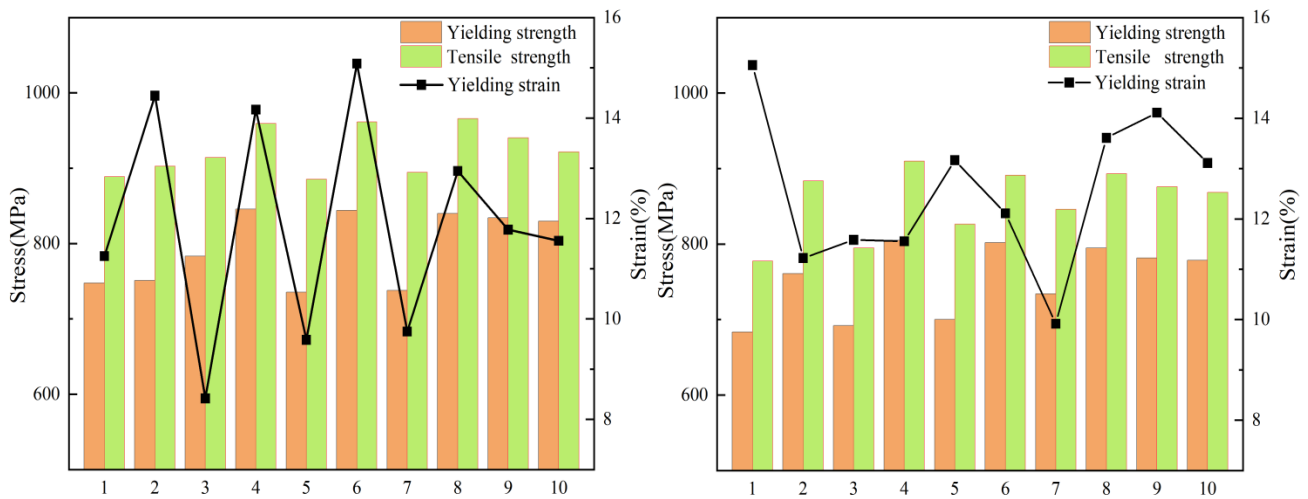 16
Yielding strength
Tensile strength
Yielding strain
1000
800
600
Stress(MPa)
14
12
10
8
Strain(%)
1 2 3 4 5 6 7 8 9 10
16
Yielding strength
Tensile strength
Yielding strain
1000
800
600
Stress(MPa)
14
12
10
8
Strain(%)
1 2 3 4 5 6 7 8 9 10